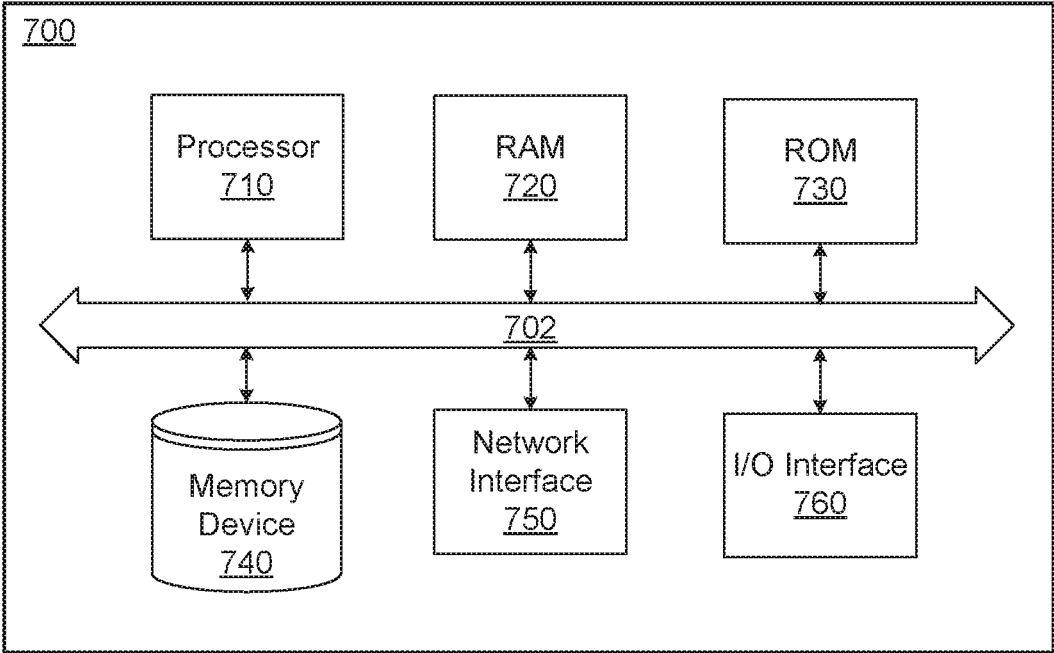 700
Processor
710
RAM
720
ROM
730
702
Memory
Device
740
Network
Interface
750
I/O Interface
760